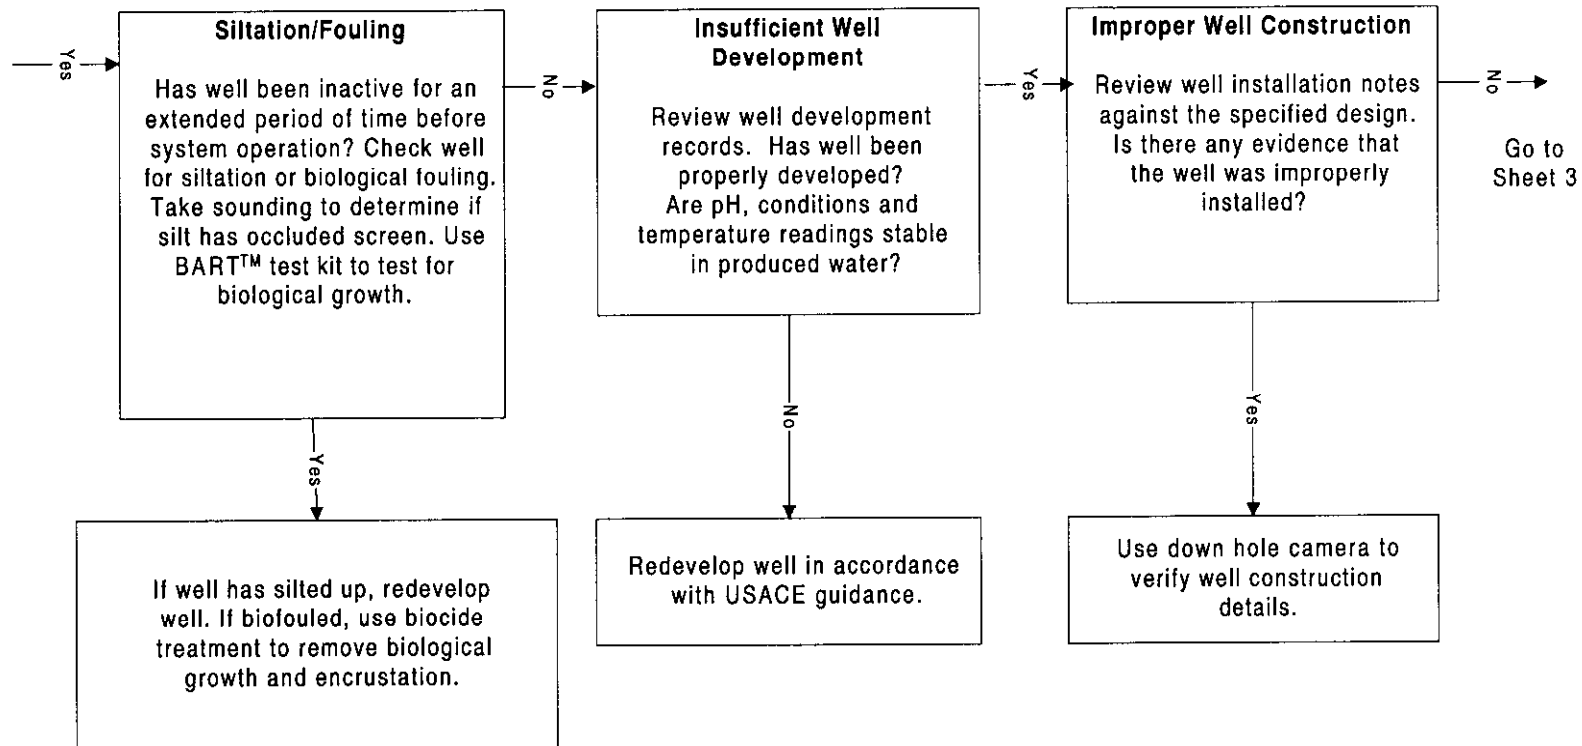 Siltation/Fouling
Has well been inactive for an
extended period of time before
system operation? Check well
for siltation or biological fouling.
Take sounding to determine if
silt has occluded screen. Use
BART™ test kit to test for
biological growth.
Yes
No
Yes
If well has silted up, redevelop
well. If biofouled, use biocide
treatment to remove biological
growth and encrustation.
Insufficient Well
Development
Review well development
records. Has well been
properly developed?
Are pH, conditions and
temperature readings stable
in produced water?
Yes
No
Redevelop well in accordance
with USACE guidance.
Improper Well Construction
Review well installation notes
against the specified design.
Is there any evidence that
the well was improperly
installed?
No
Go to
Sheet 3
Yes
Use down hole camera to
verify well construction
details.